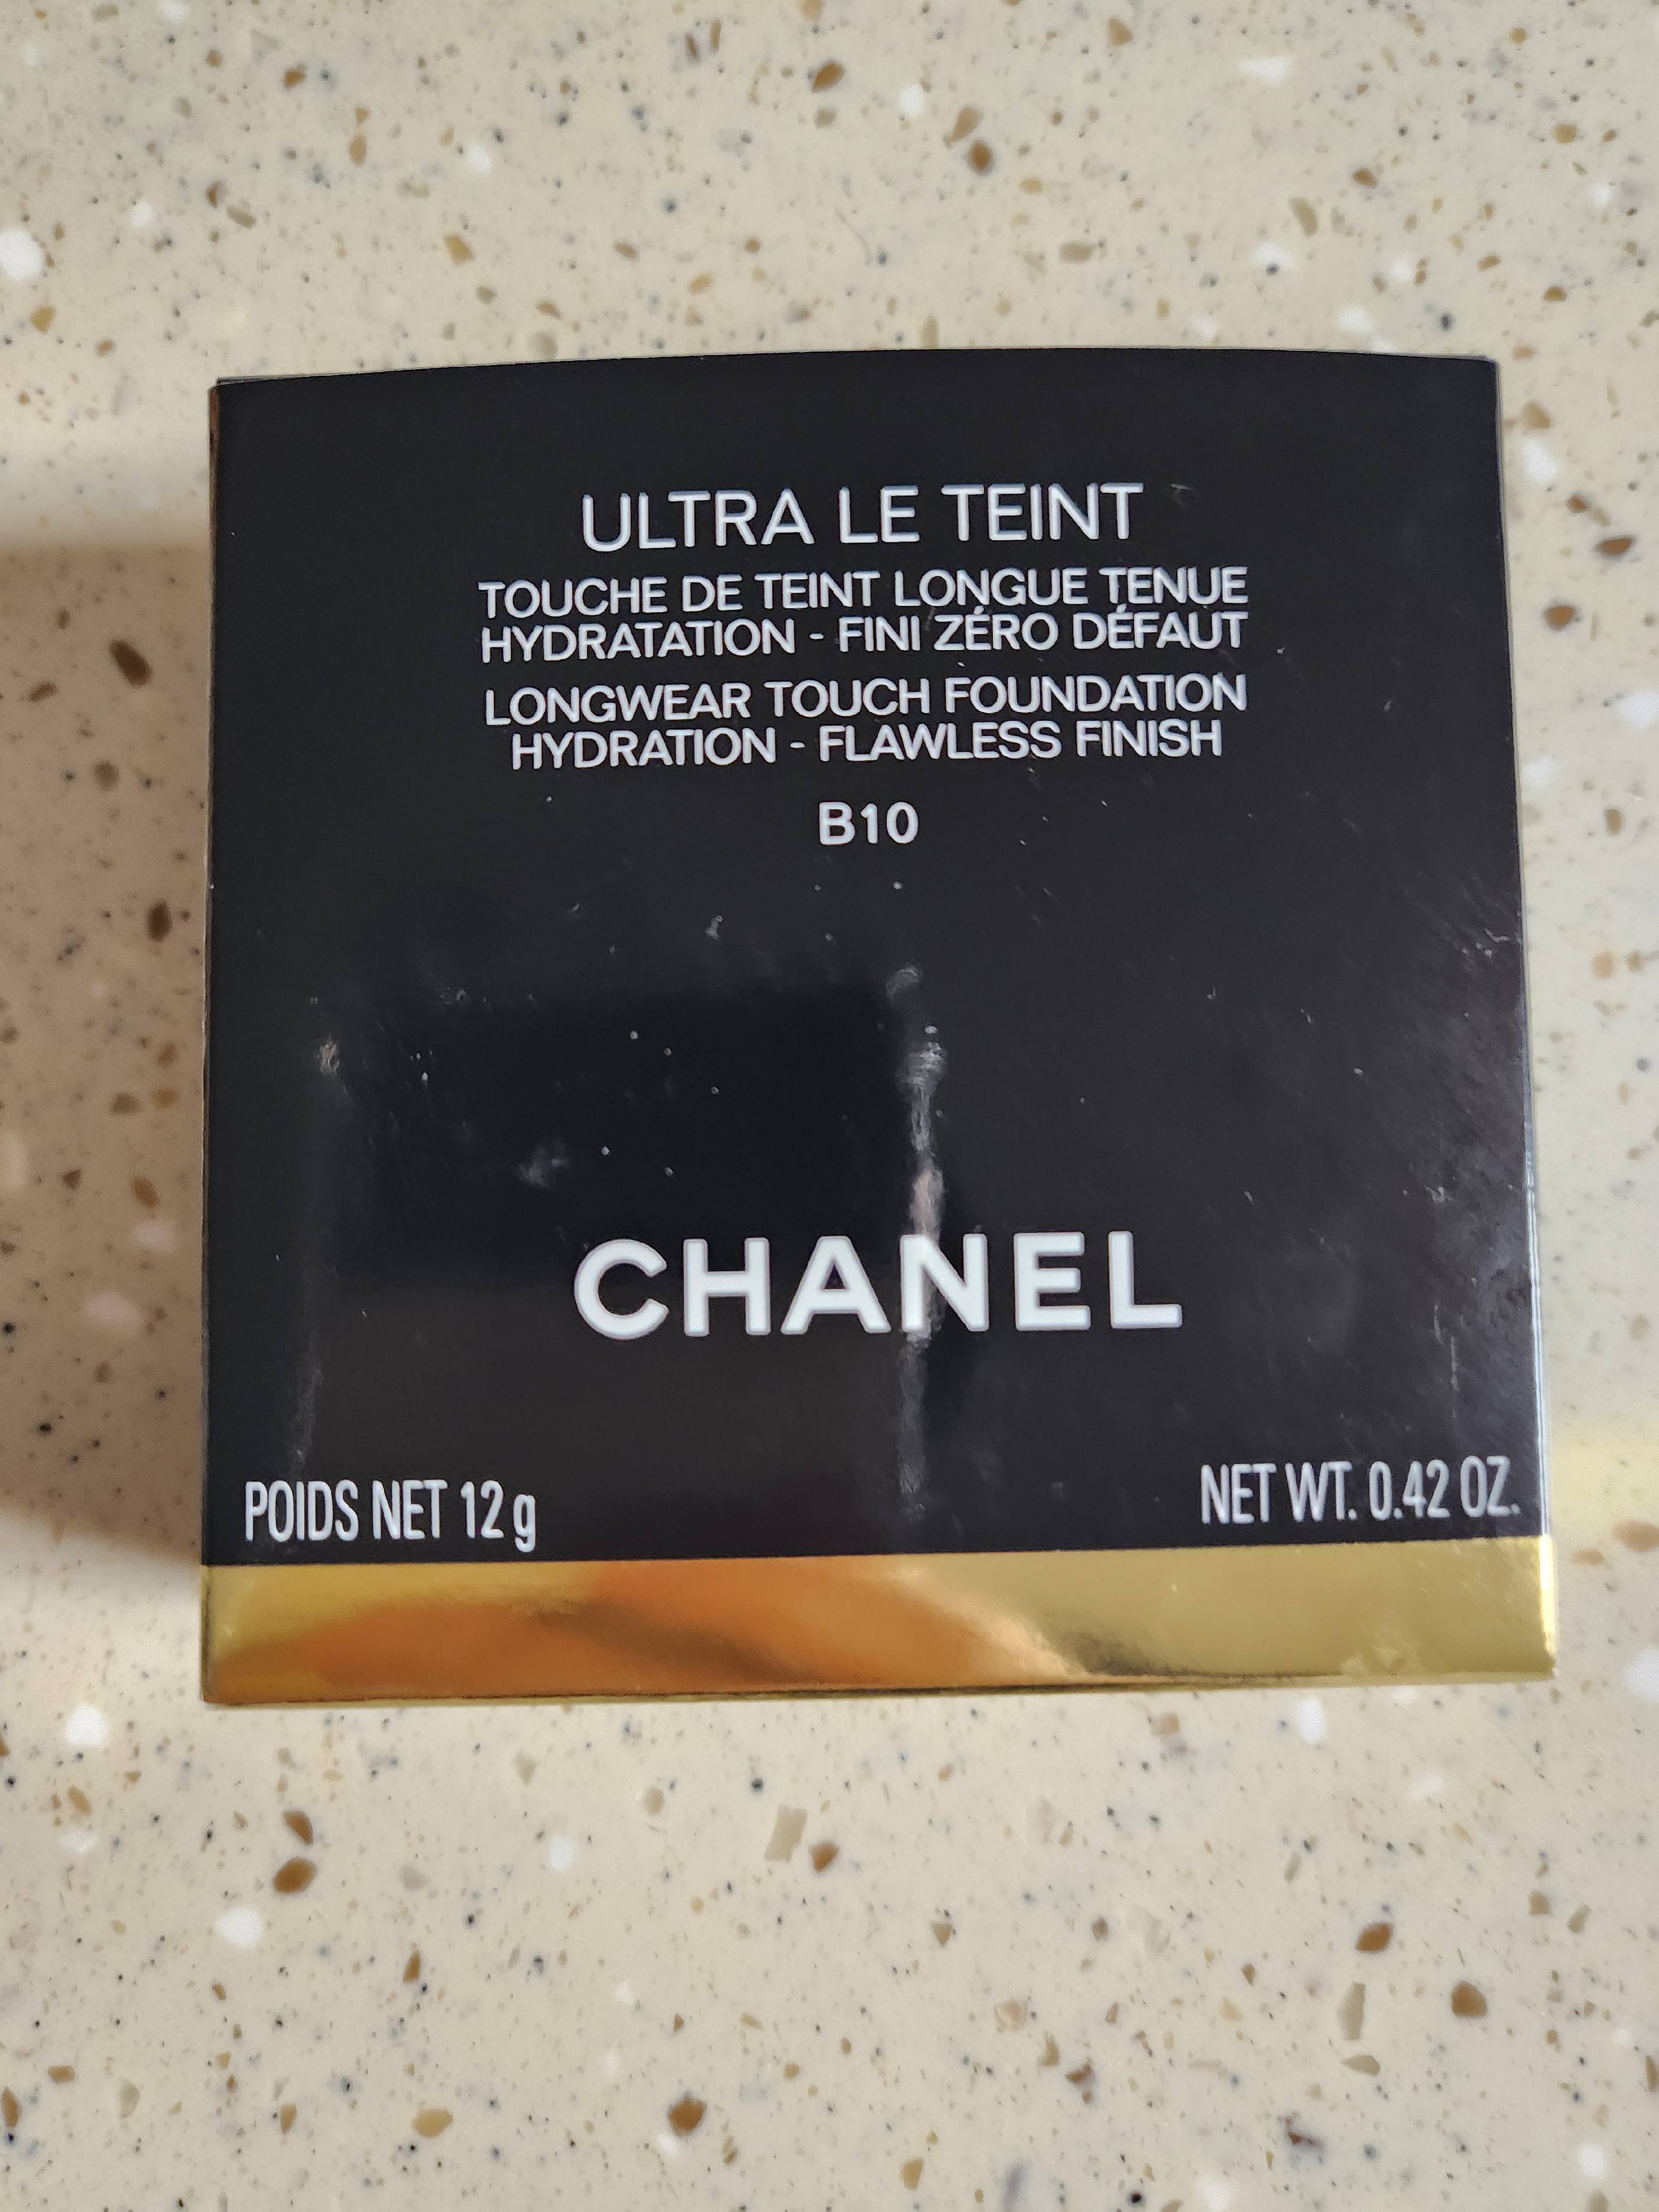 ULTRA LE TEINT
TOUCHE DE TEINT LONGUE TENUE
HYDRATATION - FINI ZÉRO DÉFAUT
LONGWEAR TOUCH FOUNDATION
HYDRATION - FLAWLESS FINISH
B10
CHANEL
POIDS NET 12 g
NET WT. 0.42 OZ.